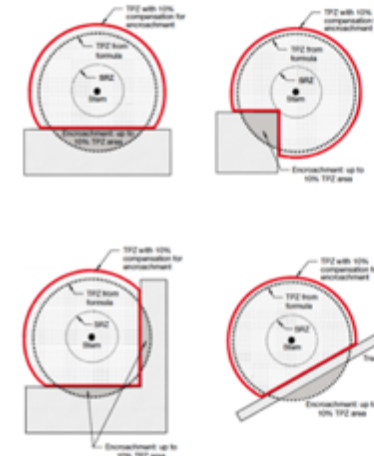 TPZ with 10%
compensation for
encroachment
TPZ from
formula
SRZ
Stem
Encroachment: up to
10% TPZ area
TPZ with 10%
compensation
encroachment
TPZ from
formula
SRZ
Stem
Encroachment: up to
10% TPZ area
TPZ with 10%
compensation for
encroachment
TPZ from
formula
SRZ
Stem
Encroachment: up to
10% TPZ area
TPZ with 10%
compensation fo
encroachment
TPZ from
formula
SRZ
Stem
Encroachment: up to
10% TPZ area